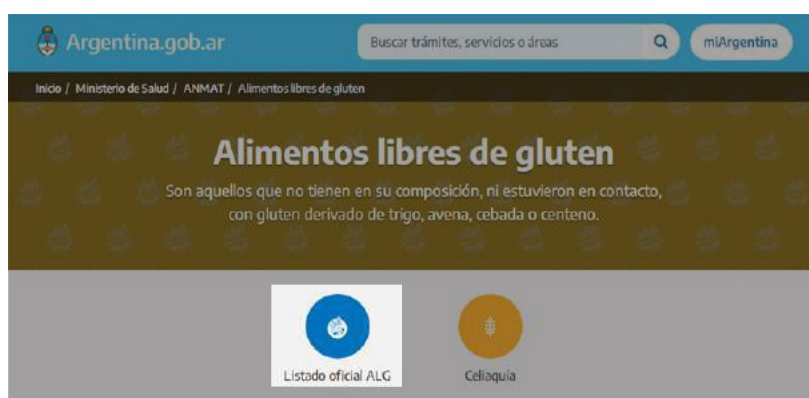 Argentina.gob.ar
Buscar trámites, servicios o áreas
miArgentina
Inicio / Ministerio de Salud / ANMAT / Alimentos libres de gluten
Alimentos libres de gluten
Son aquellos que no tienen en su composición, ni estuvieron en contacto,
con gluten derivado de trigo, avena, cebada o centeno.
Listado oficial ALG
Celiaquía